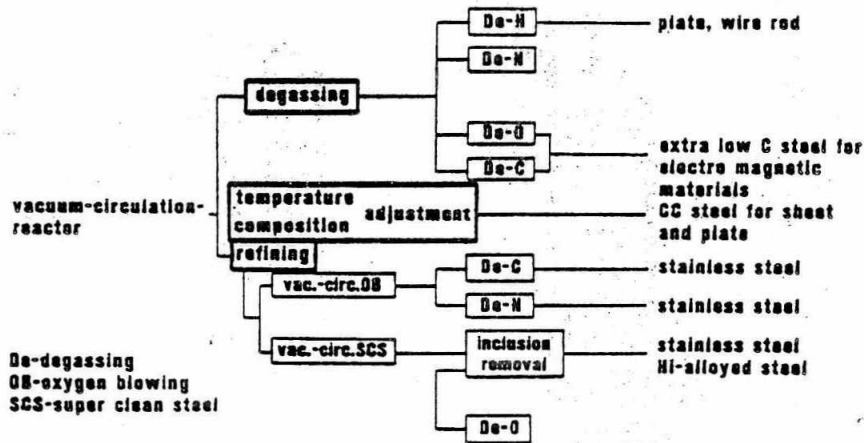 De-H
plate, wire rod
De-N
degassing
De-O
De-C
extra low C steel for
electro magnetic
materials
vacuum-circulation-
reactor
temperature
composition
adjustment
CC steel for sheet
and plate
refining
vac.-circ.OB
De-C
stainless steel
De-N
stainless steel
vac.-circ.SCS
inclusion
removal
stainless steel
Hi-alloyed steel
De-O
De-degassing
OB-oxygen blowing
SCS-super clean steel